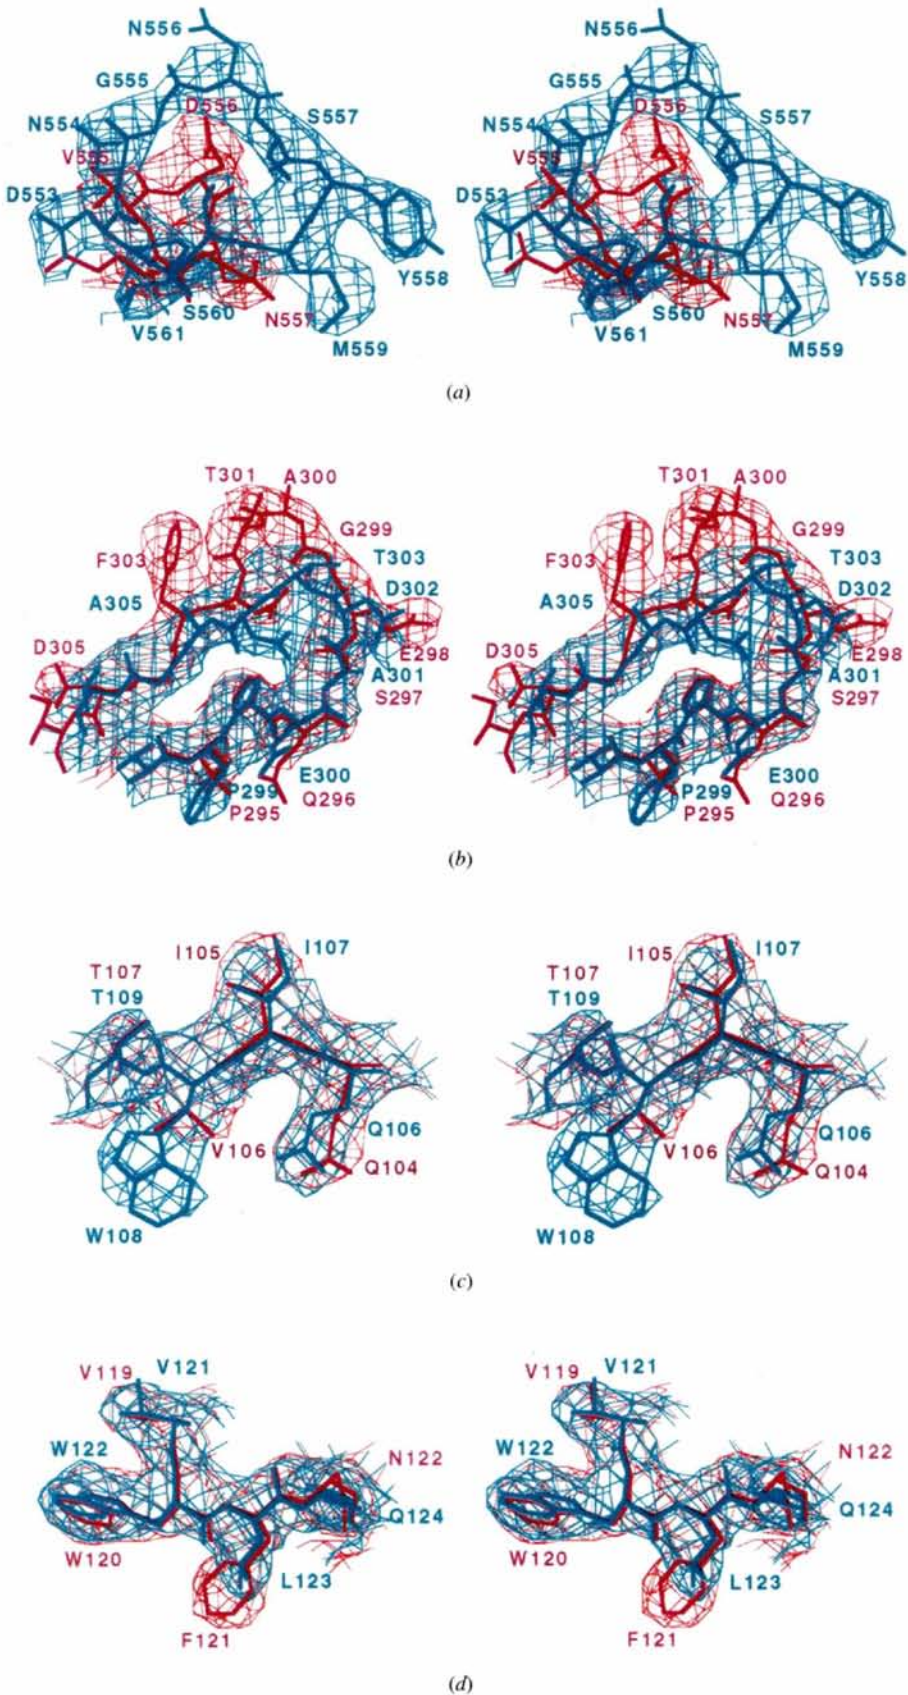 N556 N556
G555 G555
D556 S557 D556 S557
N554 N554
V555 V555
D553 D553
Y558 Y558
S560 N557 S560 N557
V561 V561
M559 M559
(a)
T301 A300 T301 A300
G299 G299
F303 T303 F303 T303
D302 D302
A305 A305
D305 E298 D305 E298
A301 A301
S297 S297
P299 E300 P299 E300
P295 Q296 P295 Q296
(b)
I105 I107 I105 I107
T107 T107
T109 T109
Q106 Q106
V106 Q104 V106 Q104
W108 W108
(c)
V119 V121 V119 V121
W122 N122 W122 N122
Q124 Q124
W120 L123 W120 L123
F121 F121
(d)